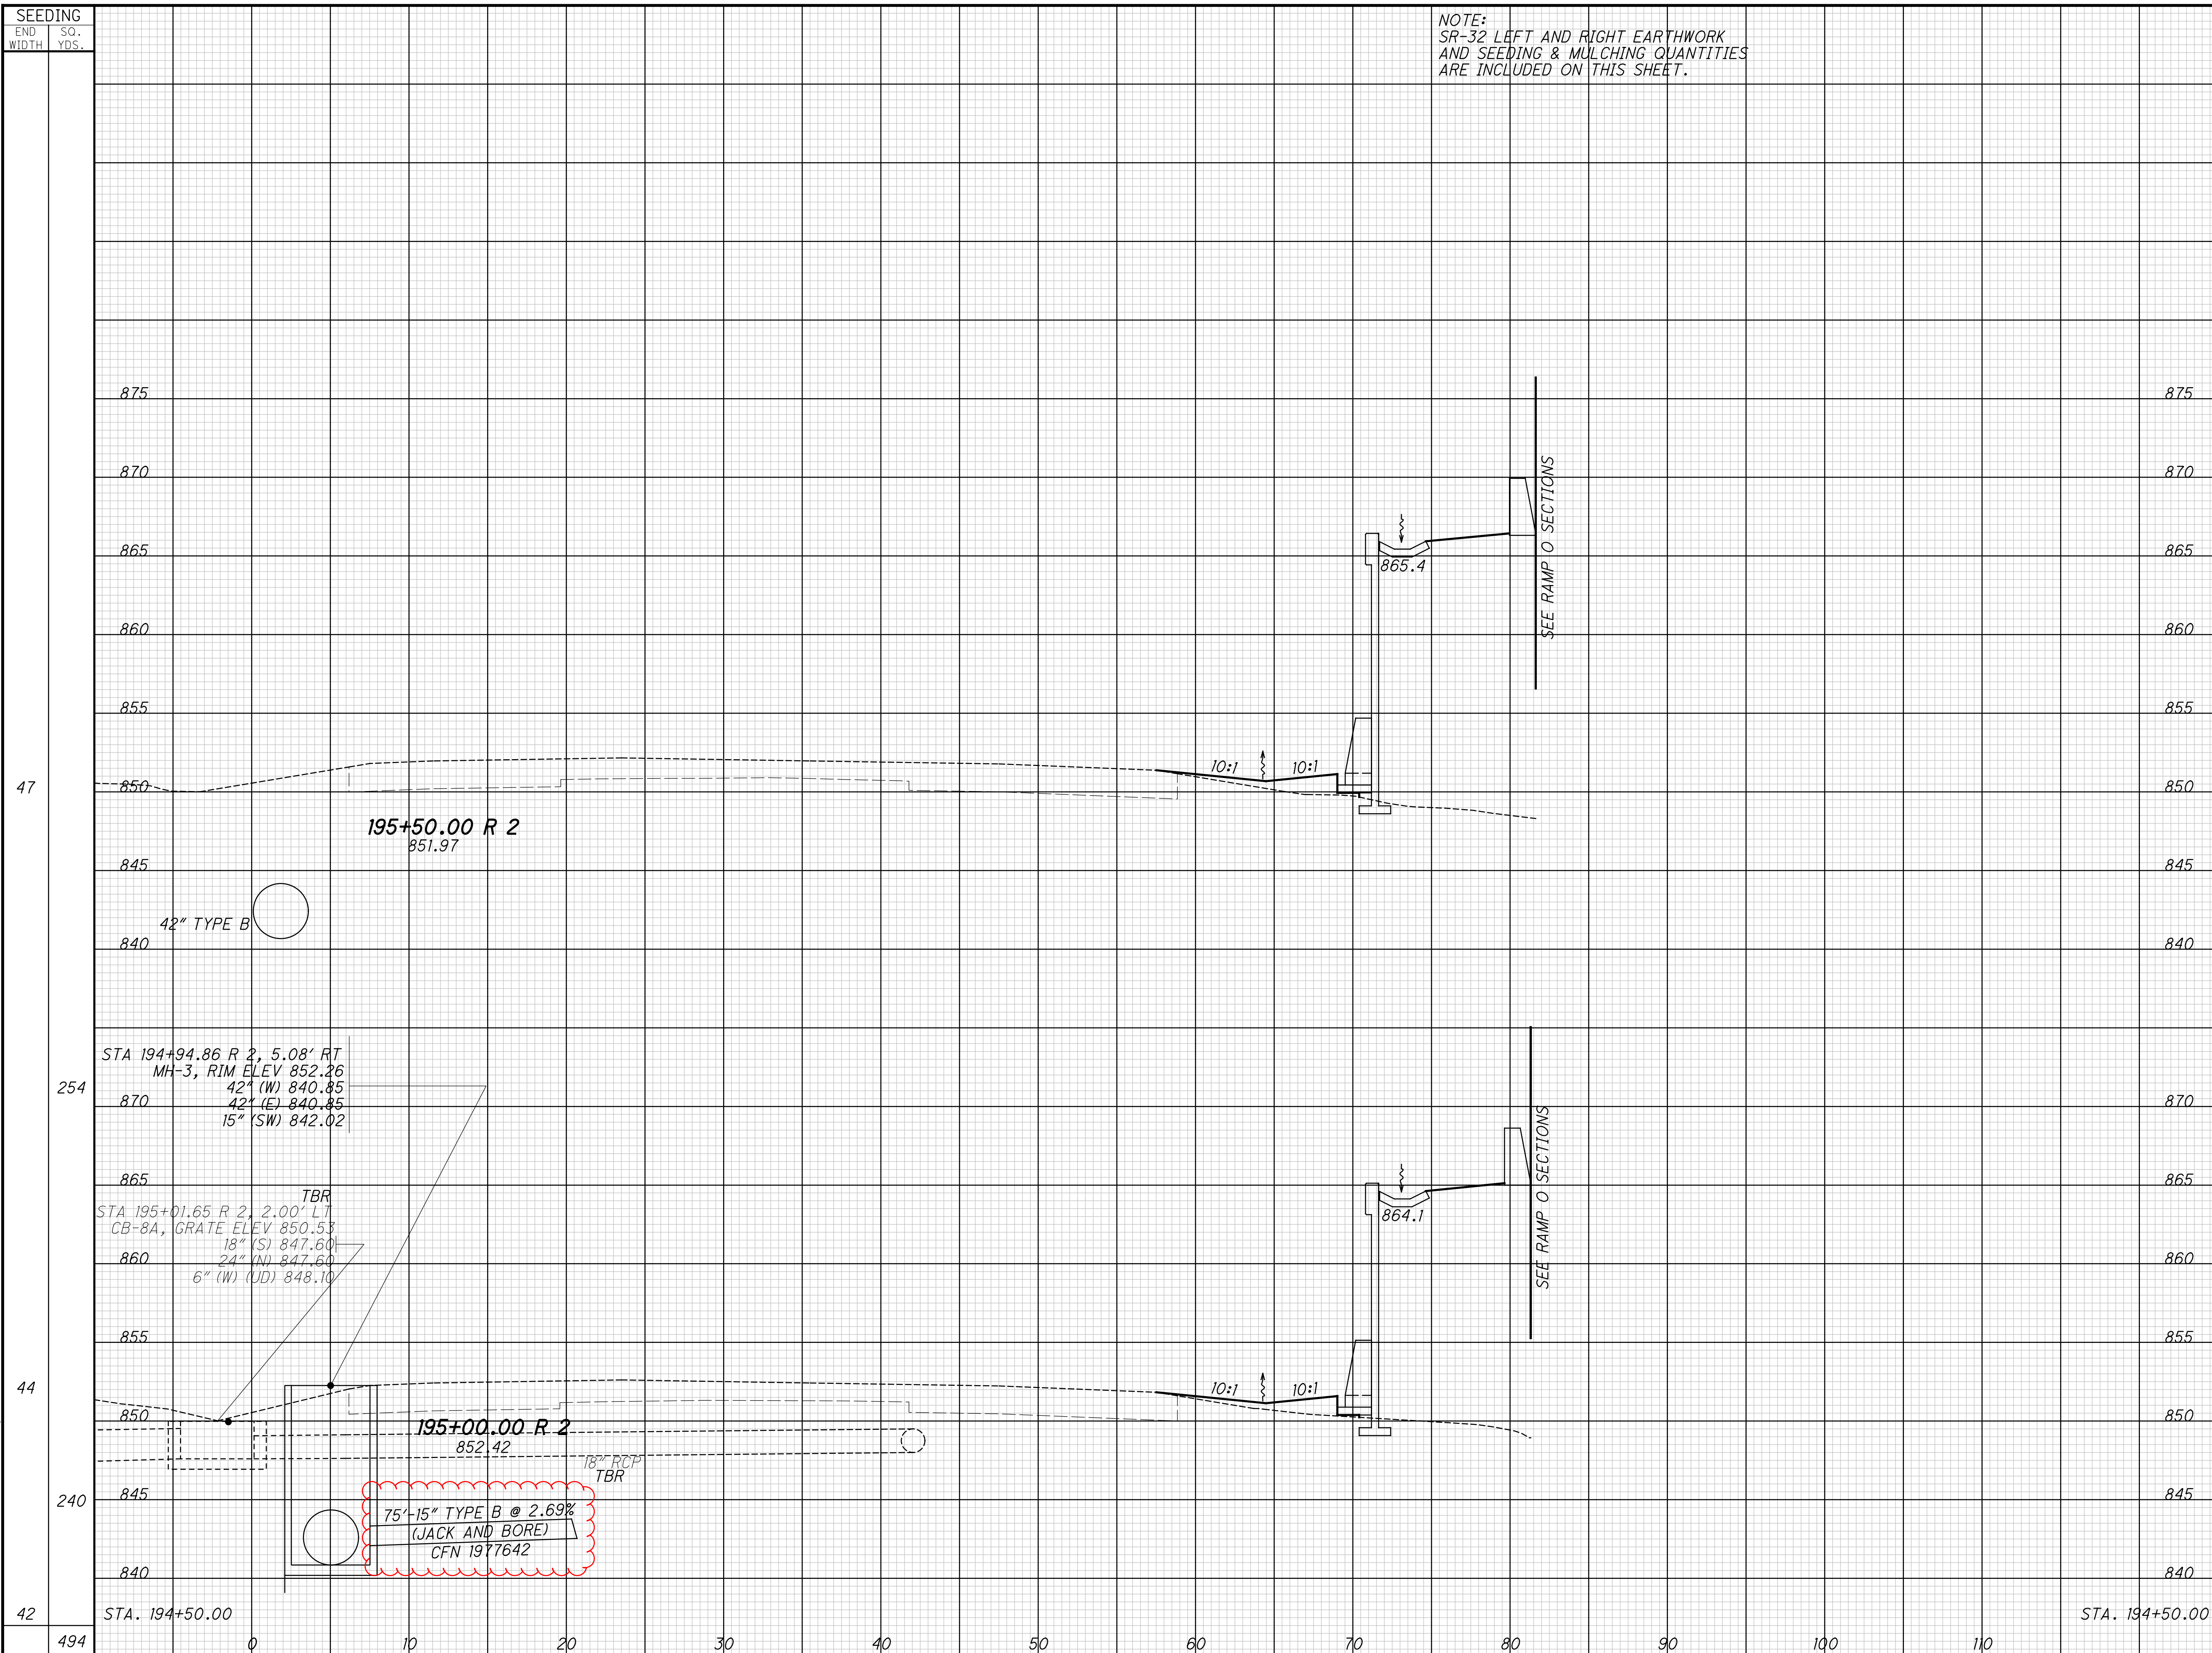 SEEDING
END WIDTH
SQ. YDS.
NOTE:
SR-32 LEFT AND RIGHT EARTHWORK
AND SEEDING & MULCHING QUANTITIES
ARE INCLUDED ON THIS SHEET.
875
875
870
870
865
865
860
860
855
855
850
850
845
845
840
840
SEE RAMP O SECTIONS
865.4
10:1
10:1
47
195+50.00 R 2
851.97
42" TYPE B
STA 194+94.86 R 2, 5.08' RT
MH-3, RIM ELEV 852.26
42" (W) 840.85
42" (E) 840.85
15" (SW) 842.02
254
870
870
865
865
860
860
855
855
850
850
845
845
840
840
TBR
STA 195+01.65 R 2, 2.00' LT
CB-8A, GRATE ELEV 850.53
18" (S) 847.60
24" (N) 847.60
6" (W) (UD) 848.10
SEE RAMP O SECTIONS
864.1
10:1
10:1
44
195+00.00 R 2
852.42
18" RCP
TBR
240
75'-15" TYPE B @ 2.69%
(JACK AND BORE)
CFN 1977642
42
STA. 194+50.00
STA. 194+50.00
494
0 10 20 30 40 50 60 70 80 90 100 110